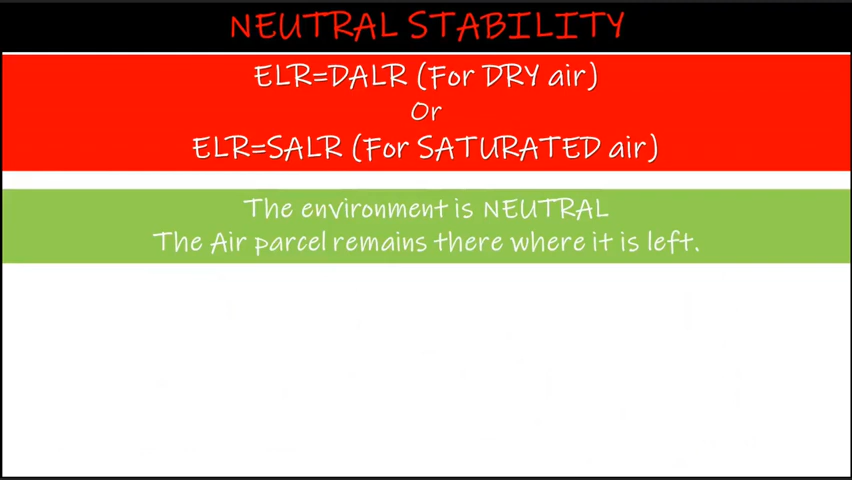 NEUTRAL STABILITY
ELR=DALR (For DRY air)
Or
ELR=SALR (For SATURATED air)
The environment is NEUTRAL
The Air parcel remains there where it is left.